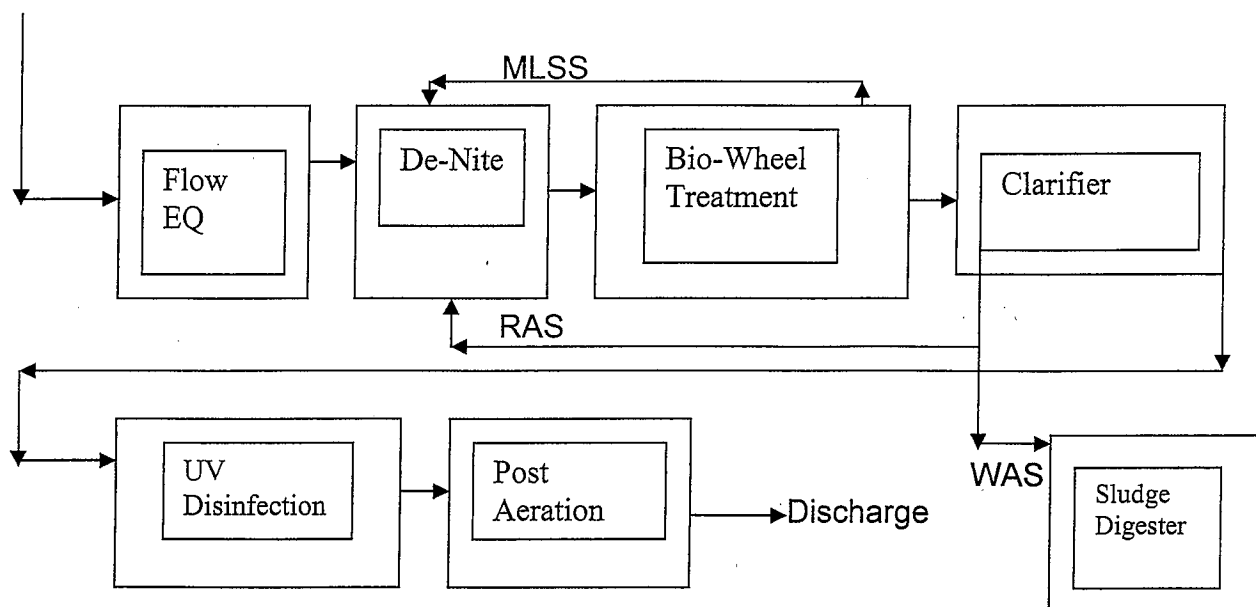 MLSS
Flow
EQ
De-Nite
Bio-Wheel
Treatment
Clarifier
RAS
UV
Disinfection
Post
Aeration
Discharge
WAS
Sludge
Digester